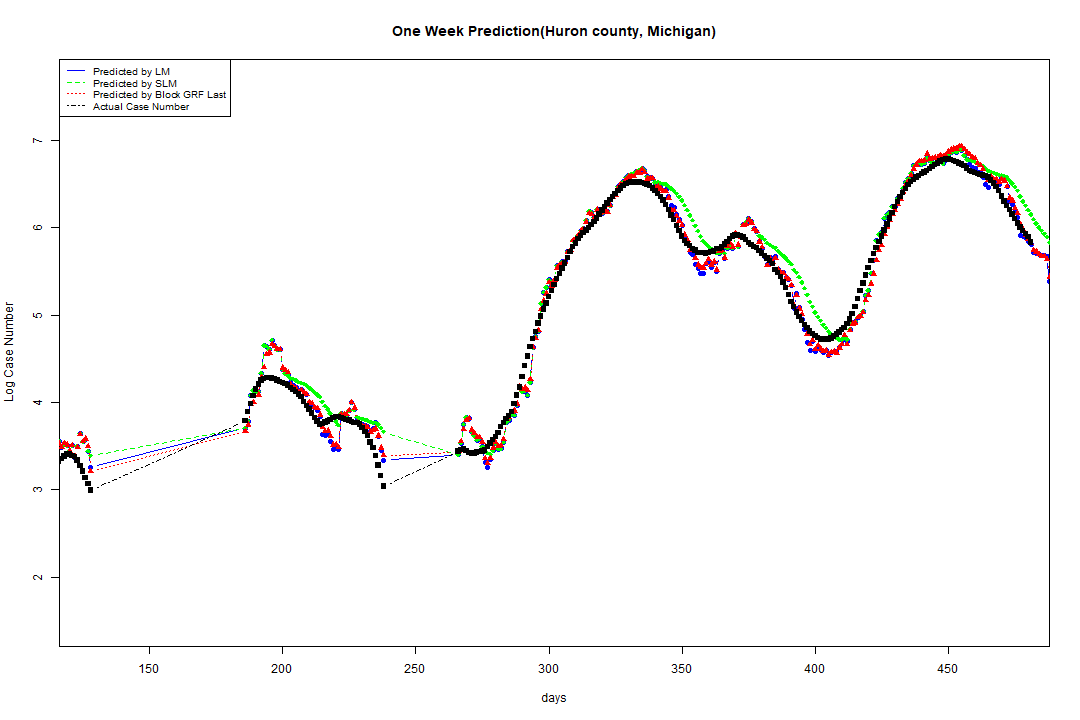 One Week Prediction(Huron county, Michigan)
Predicted by LM
Predicted by SLM
Predicted by Block GRF Last
Actual Case Number
7
6
5
4
3
2
Log Case Number
150 200 250 300 350 400 450
days